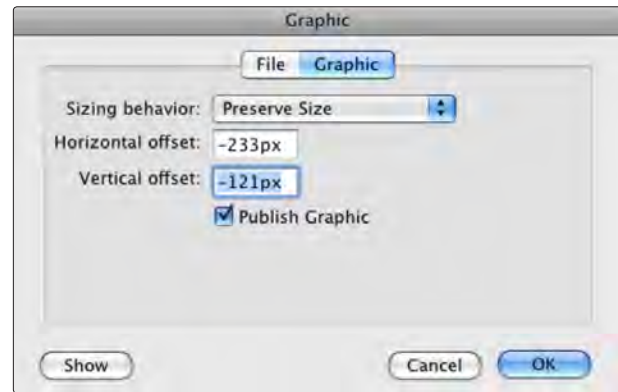 Graphic
File Graphic
Sizing behavior: Preserve Size
Horizontal offset: -233px
Vertical offset: -121px
Publish Graphic
Show Cancel OK